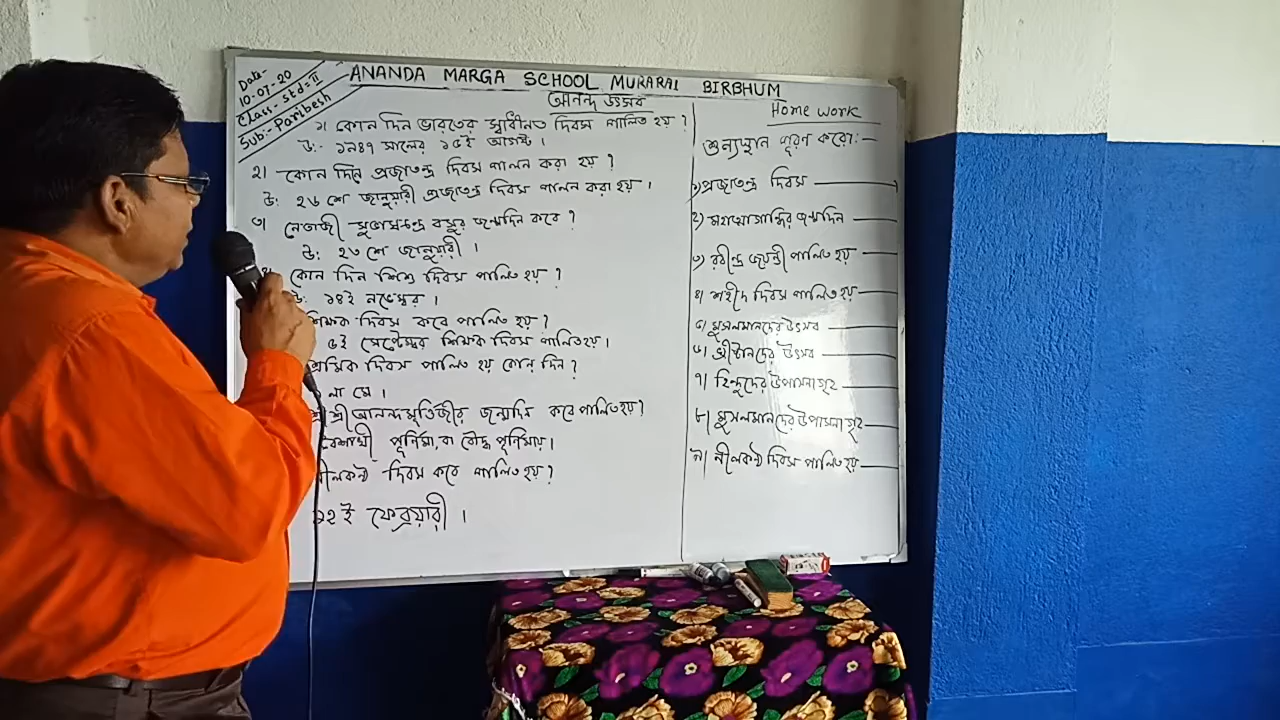 Date-
10-07-20
Class- std-II
Sub:- Paribesh
ANANDA MARGA SCHOOL MURARAI BIRBHUM
আনন্দ উৎসব
১। কোন দিন ভারতের স্বাধীনতা দিবস পালিত হয় ?
উ:- ১৯৪৭ সালের ১৫ই আগষ্ট।
২। কোন দিনে প্রজাতন্ত্র দিবস পালন করা হয় ?
উ: ২৬ শে জানুয়ারী প্রজাতন্ত্র দিবস পালন করা হয় ।
৩। নেতাজী সুভাসচন্দ্র বসুর জন্মদিন কবে ?
উ: ২৩ শে জানুয়ারী ।
কোন দিন শিশু দিবস পালিত হয় ?
উ: ১৪ই নভেম্বর ।
শিক্ষক দিবস কবে পালিত হয় ?
৫ই সেপ্টেম্বর শিক্ষক দিবস পালিত হয় ।
শ্রমিক দিবস পালিত হয় কোন দিন ?
লা মে ।
শ্রী শ্রী আনন্দমূর্তিজীর জন্মদিন কবে পালিত হয় ?
বৈশাখী পূর্ণিমা, বা বৌদ্ধ পূর্ণিমায় ।
নীলকন্ঠ দিবস কবে পালিত হয় ?
১২ ই ফেব্রুয়ারী ।
Home work
শুন্যস্থান পূরণ করো:-
১) প্রজাতন্ত্র দিবস
২) মহাত্মাগান্ধির জন্মদিন
৩) রবীন্দ্র জয়ন্তী পালিত হয়
৪) শহীদ দিবস পালিত হয়
৫) মুসলমানদের উৎসব
৬) খ্রীষ্টানদের উৎসব
৭) হিন্দুদের উপাসনাগৃহ
৮) মুসলমানদের উপাসনা গৃহ
৯) নীলকন্ঠ দিবস পালিত হয়